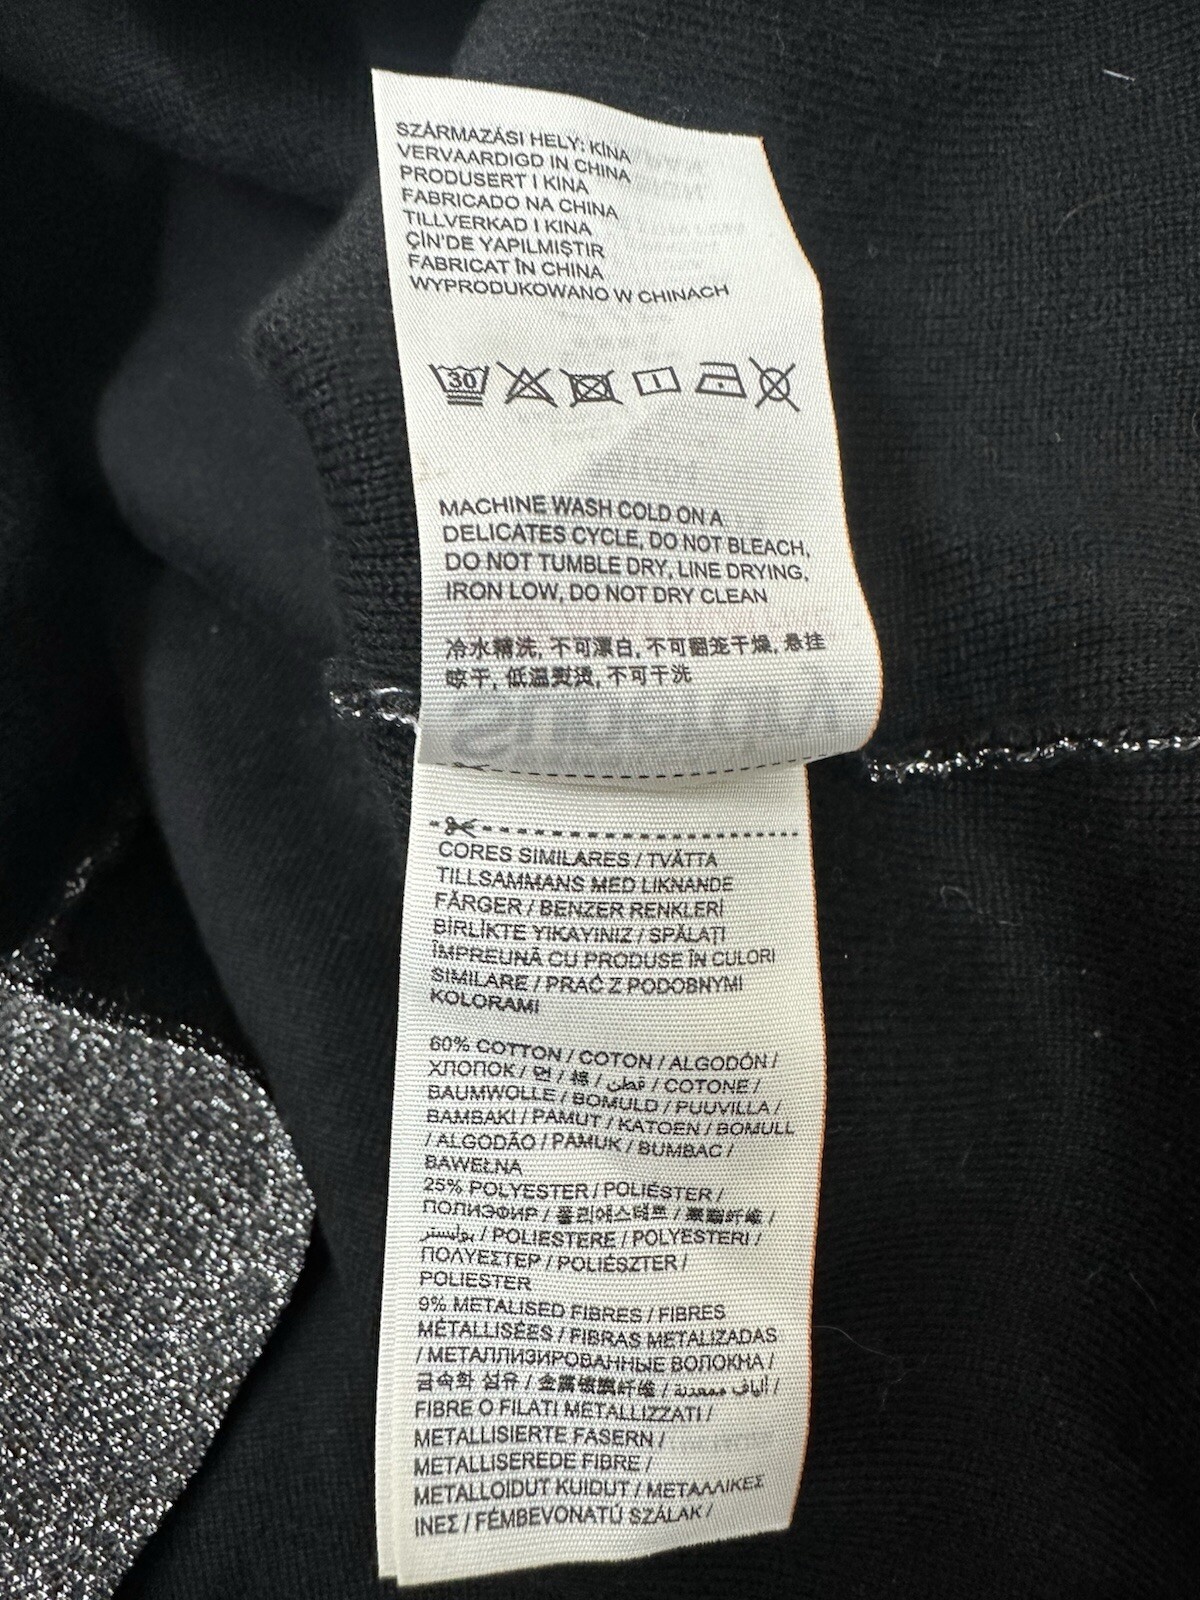 SZÁRMAZÁSI HELY: KÍNA
VERVAARDIGD IN CHINA
PRODUSERT I KINA
FABRICADO NA CHINA
TILLVERKAD I KINA
ÇİN'DE YAPILMIŞTIR
FABRICAT ÎN CHINA
WYPRODUKOWANO W CHINACH
30
MACHINE WASH COLD ON A
DELICATES CYCLE, DO NOT BLEACH,
DO NOT TUMBLE DRY, LINE DRYING,
IRON LOW, DO NOT DRY CLEAN
冷水精洗, 不可漂白, 不可翻笼干燥, 悬挂
晾干, 低温熨烫, 不可干洗
CORES SIMILARES / TVÄTTA
TILLSAMMANS MED LIKNANDE
FÄRGER / BENZER RENKLERİ
BİRLİKTE YIKAYINIZ / SPĂLAȚI
ÎMPREUNĂ CU PRODUSE ÎN CULORI
SIMILARE / PRAĆ Z PODOBNYMI
KOLORAMI
60% COTTON / COTON / ALGODÓN /
ХЛОПОК / 면 / 棉 / قطن / COTONE /
BAUMWOLLE / BOMULD / PUUVILLA /
BAMBAKI / PAMUT / KATOEN / BOMULL
/ ALGODÃO / PAMUK / BUMBAC /
BAWEŁNA
25% POLYESTER / POLIÉSTER /
ПОЛИЭФИР / 폴리에스테르 / 聚酯纤维 /
بوليستر / POLIESTERE / POLYESTERI /
ΠΟΛΥΕΣΤΕΡ / POLIÉSZTER /
POLIESTER
9% METALISED FIBRES / FIBRES
MÉTALLISÉES / FIBRAS METALIZADAS
/ МЕТАЛЛИЗИРОВАННЫЕ ВОЛОКНА /
금속화 섬유 / 金属镀膜纤维 / ألياف ممعدنة /
FIBRE O FILATI METALLIZZATI /
METALLISIERTE FASERN /
METALLISEREDE FIBRE /
METALLOIDUT KUIDUT / ΜΕΤΑΛΛΙΚΕΣ
ΙΝΕΣ / FÉMBEVONATÚ SZÁLAK /